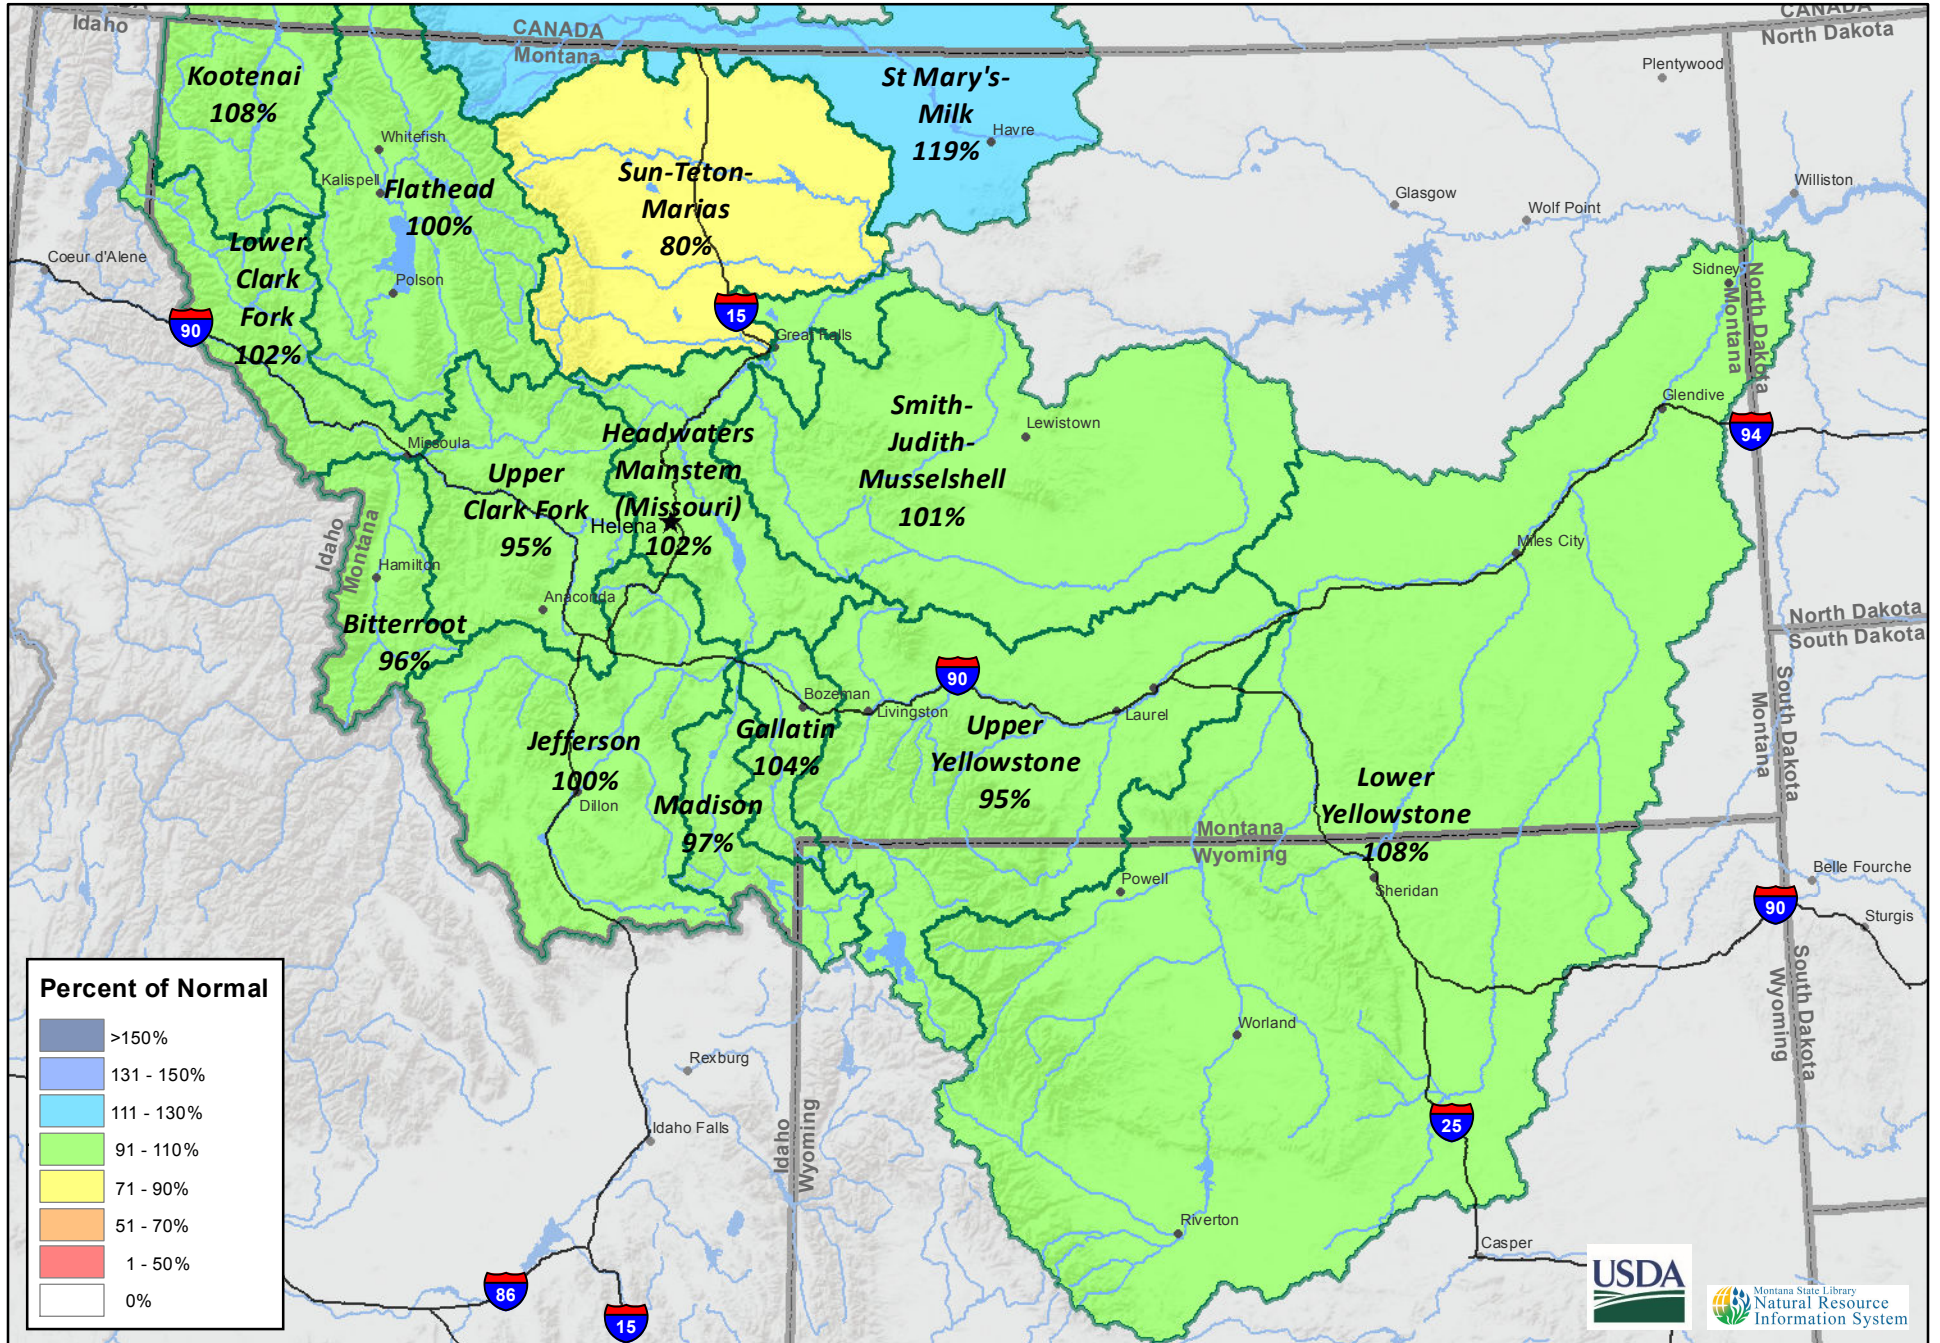 CANADA
Idaho
CANADA
Montana
CANADA
North Dakota
Kootenai
108%
St Mary's-
Milk
119%
Havre
Plentywood
Whitefish
Kalispell
Flathead
100%
Sun-Teton-
Marias
80%
Glasgow
Wolf Point
Williston
Lower
Clark
Fork
102%
Coeur d'Alene
Polson
90
15
Great Falls
Sidney
North Dakota
Montana
Glendive
94
Smith-
Judith-
Musselshell
101%
Lewistown
Headwaters
Mainstem
(Missouri)
102%
Helena
Missoula
Upper
Clark Fork
95%
Idaho
Montana
Hamilton
Anaconda
Bitterroot
96%
Miles City
North Dakota
South Dakota
90
Bozeman
Livingston
Laurel
Jefferson
100%
Dillon
Gallatin
104%
Madison
97%
Upper
Yellowstone
95%
Lower
Yellowstone
108%
South Dakota
Montana
Montana
Wyoming
Powell
Sheridan
Belle Fourche
90
Sturgis
South Dakota
Wyoming
Worland
Rexburg
Idaho Falls
Idaho
Wyoming
25
Riverton
Casper
86
15
Percent of Normal
>150%
131 - 150%
111 - 130%
91 - 110%
71 - 90%
51 - 70%
1 - 50%
0%
USDA
Montana State Library
Natural Resource
Information System